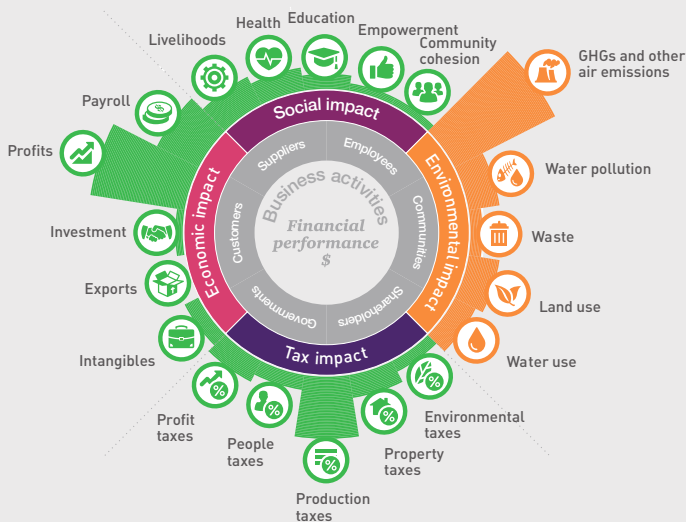 Health
Education
Empowerment
Livelihoods
Community
cohesion
GHGs and other
air emissions
Payroll
Profits
Water pollution
Investment
Waste
Exports
Land use
Intangibles
Water use
Profit
taxes
People
taxes
Production
taxes
Property
taxes
Environmental
taxes
Social impact
Environmental impact
Tax impact
Economic impact
Suppliers
Employees
Communities
Shareholders
Governments
Customers
Business activities
Financial
performance
$
%
%
%
%
%